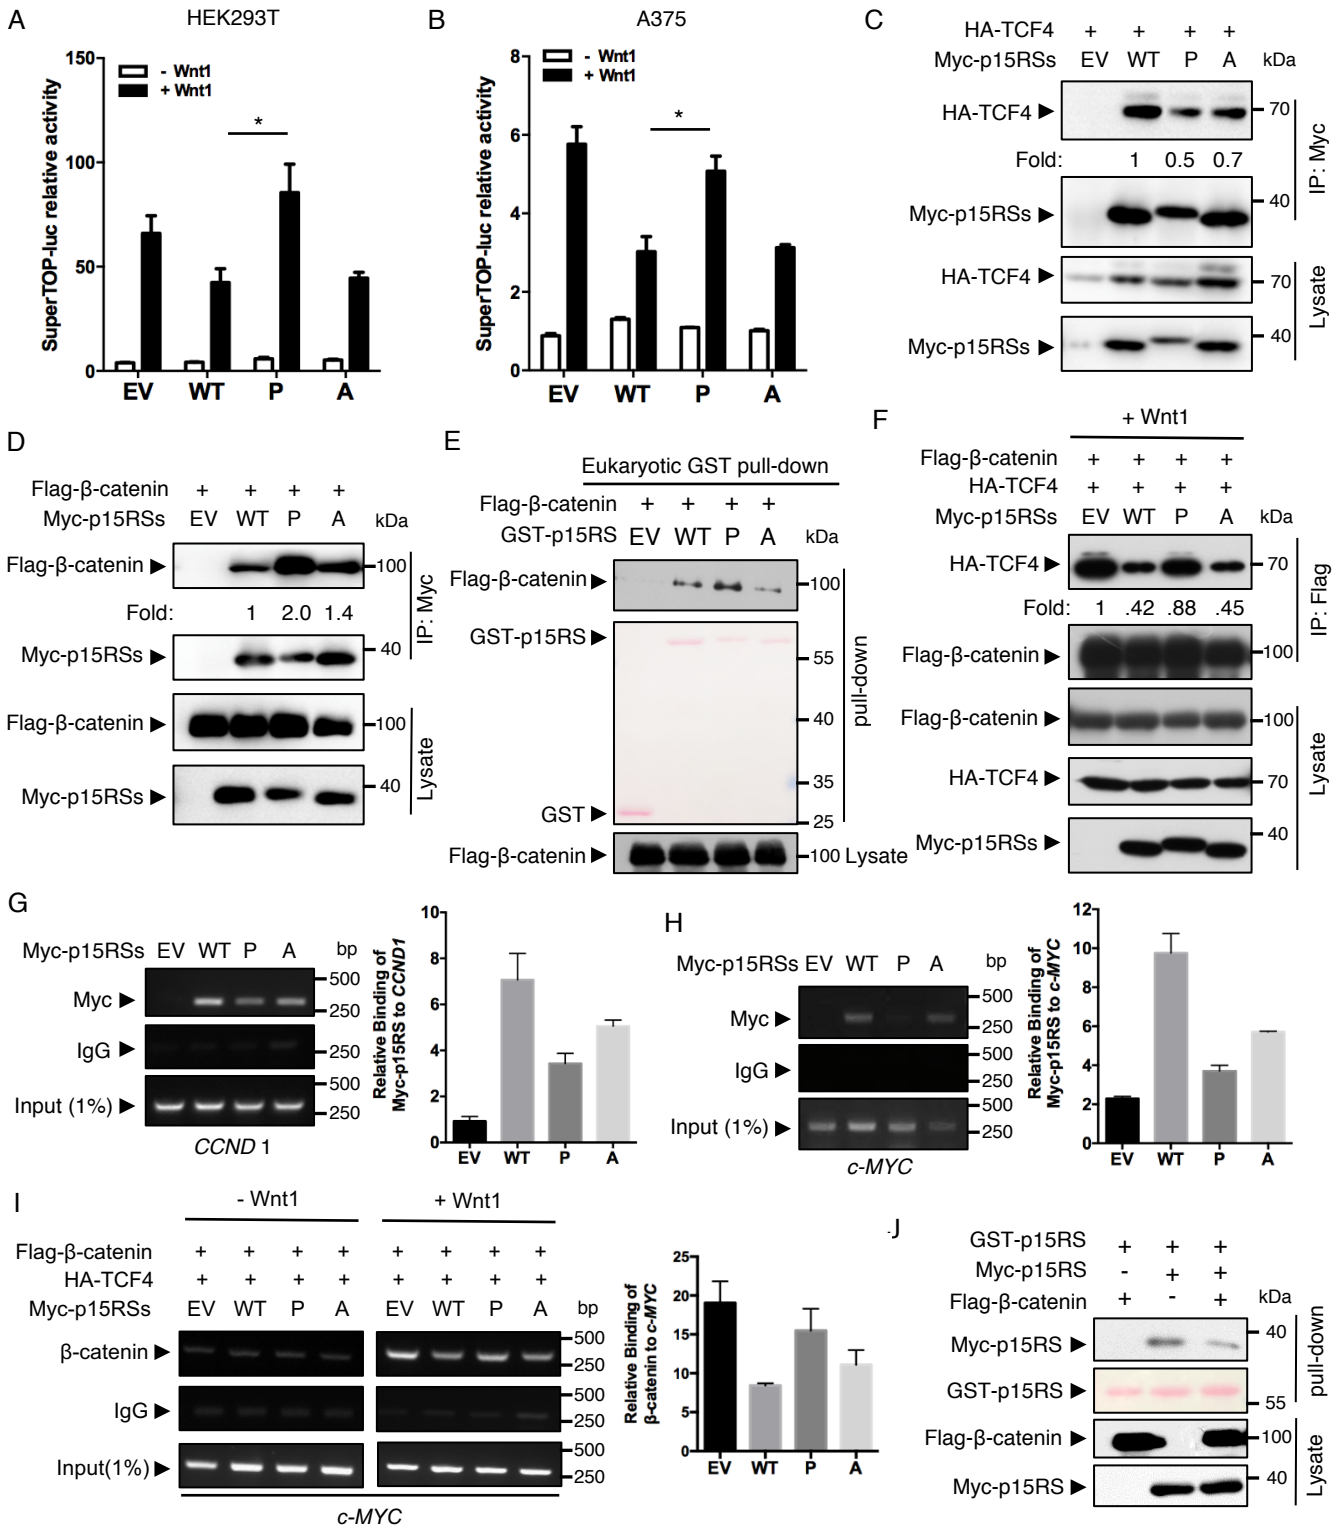 A
HEK293T
SuperTOP-luc relative activity
150
100
50
0
- Wnt1
+ Wnt1
*
EV WT P A
B
A375
SuperTOP-luc relative activity
8
6
4
2
0
- Wnt1
+ Wnt1
*
EV WT P A
C
HA-TCF4 + + + +
Myc-p15RSs EV WT P A kDa
HA-TCF4 70
Fold: 1 0.5 0.7
Myc-p15RSs 40
IP: Myc
HA-TCF4 70
Myc-p15RSs 40
Lysate
D
Flag-β-catenin + + + +
Myc-p15RSs EV WT P A kDa
Flag-β-catenin 100
Fold: 1 2.0 1.4
Myc-p15RSs 40
IP: Myc
Flag-β-catenin 100
Myc-p15RSs 40
Lysate
E
Eukaryotic GST pull-down
Flag-β-catenin + + + +
GST-p15RS EV WT P A kDa
Flag-β-catenin 100
GST-p15RS
55
40
35
GST
25
pull-down
Flag-β-catenin 100 Lysate
F
+ Wnt1
Flag-β-catenin + + + +
HA-TCF4 + + + +
Myc-p15RSs EV WT P A kDa
HA-TCF4 70
Fold: 1 .42 .88 .45
Flag-β-catenin 100
IP: Flag
Flag-β-catenin 100
HA-TCF4 70
Myc-p15RSs 40
Lysate
G
Myc-p15RSs EV WT P A bp
Myc 500
250
IgG 250
Input (1%) 500
250
CCND 1
Relative Binding of
Myc-p15RS to CCND1
10
8
6
4
2
0
EV WT P A
H
Myc-p15RSs EV WT P A bp
Myc 500
250
IgG 500
250
Input (1%) 500
250
c-MYC
Relative Binding of
Myc-p15RS to c-MYC
12
10
8
6
4
2
0
EV WT P A
I
- Wnt1 + Wnt1
Flag-β-catenin + + + + + + + +
HA-TCF4 + + + + + + + +
Myc-p15RSs EV WT P A EV WT P A bp
β-catenin 500
250
IgG 500
250
Input(1%) 500
250
c-MYC
Relative Binding of
β-catenin to c-MYC
25
20
15
10
5
0
EV WT P A
J
GST-p15RS + + +
Myc-p15RS - + +
Flag-β-catenin + - + kDa
Myc-p15RS 40
GST-p15RS 55
pull-down
Flag-β-catenin 100
Myc-p15RS 40
Lysate